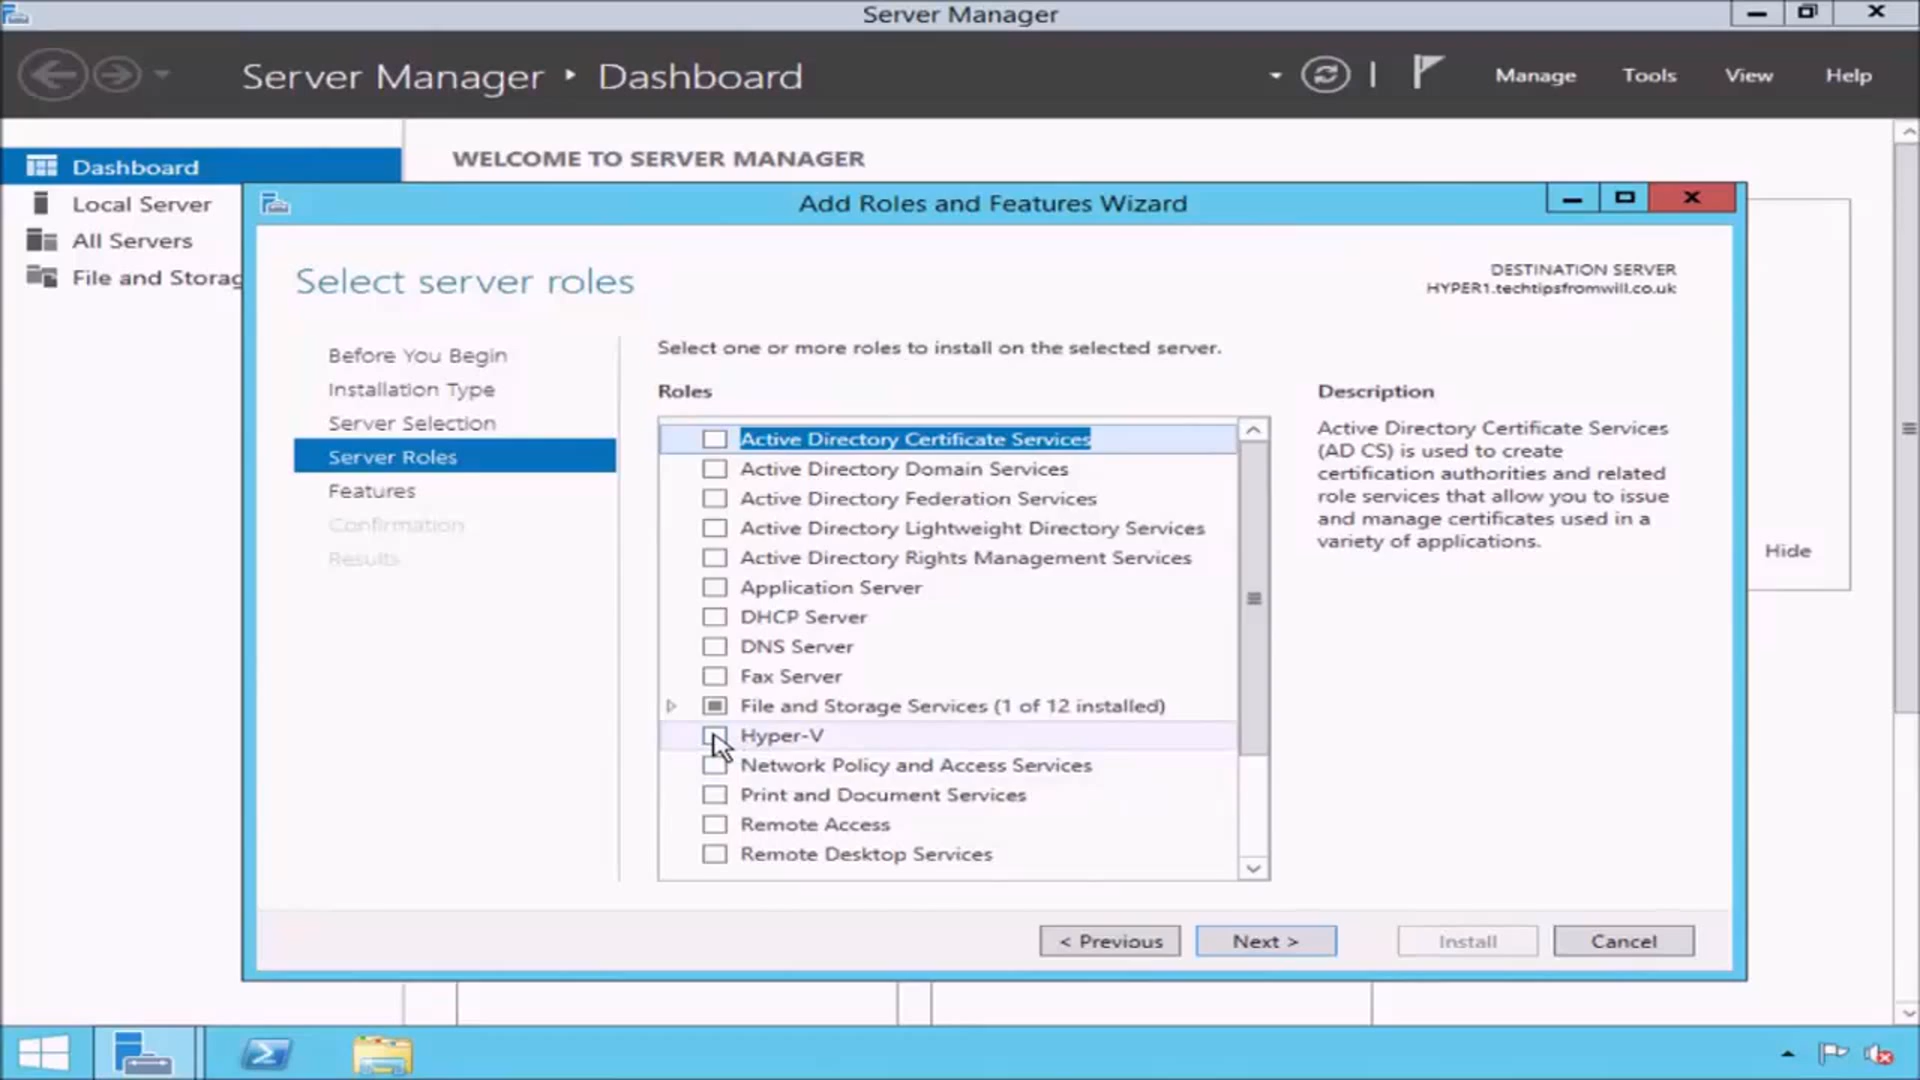 Server Manager
Server Manager ‣ Dashboard
Manage Tools View Help
Dashboard
Local Server
All Servers
File and Storag
WELCOME TO SERVER MANAGER
Add Roles and Features Wizard
Select server roles
DESTINATION SERVER
HYPER1.techtipsfromwill.co.uk
Before You Begin
Installation Type
Server Selection
Server Roles
Features
Confirmation
Results
Select one or more roles to install on the selected server.
Roles
Active Directory Certificate Services
Active Directory Domain Services
Active Directory Federation Services
Active Directory Lightweight Directory Services
Active Directory Rights Management Services
Application Server
DHCP Server
DNS Server
Fax Server
File and Storage Services (1 of 12 installed)
Hyper-V
Network Policy and Access Services
Print and Document Services
Remote Access
Remote Desktop Services
Description
Active Directory Certificate Services
(AD CS) is used to create
certification authorities and related
role services that allow you to issue
and manage certificates used in a
variety of applications.
Hide
< Previous
Next >
Install
Cancel